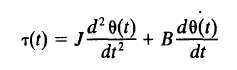 τ(t) = J d²θ(t)/dt² + B dθ(t)/dt